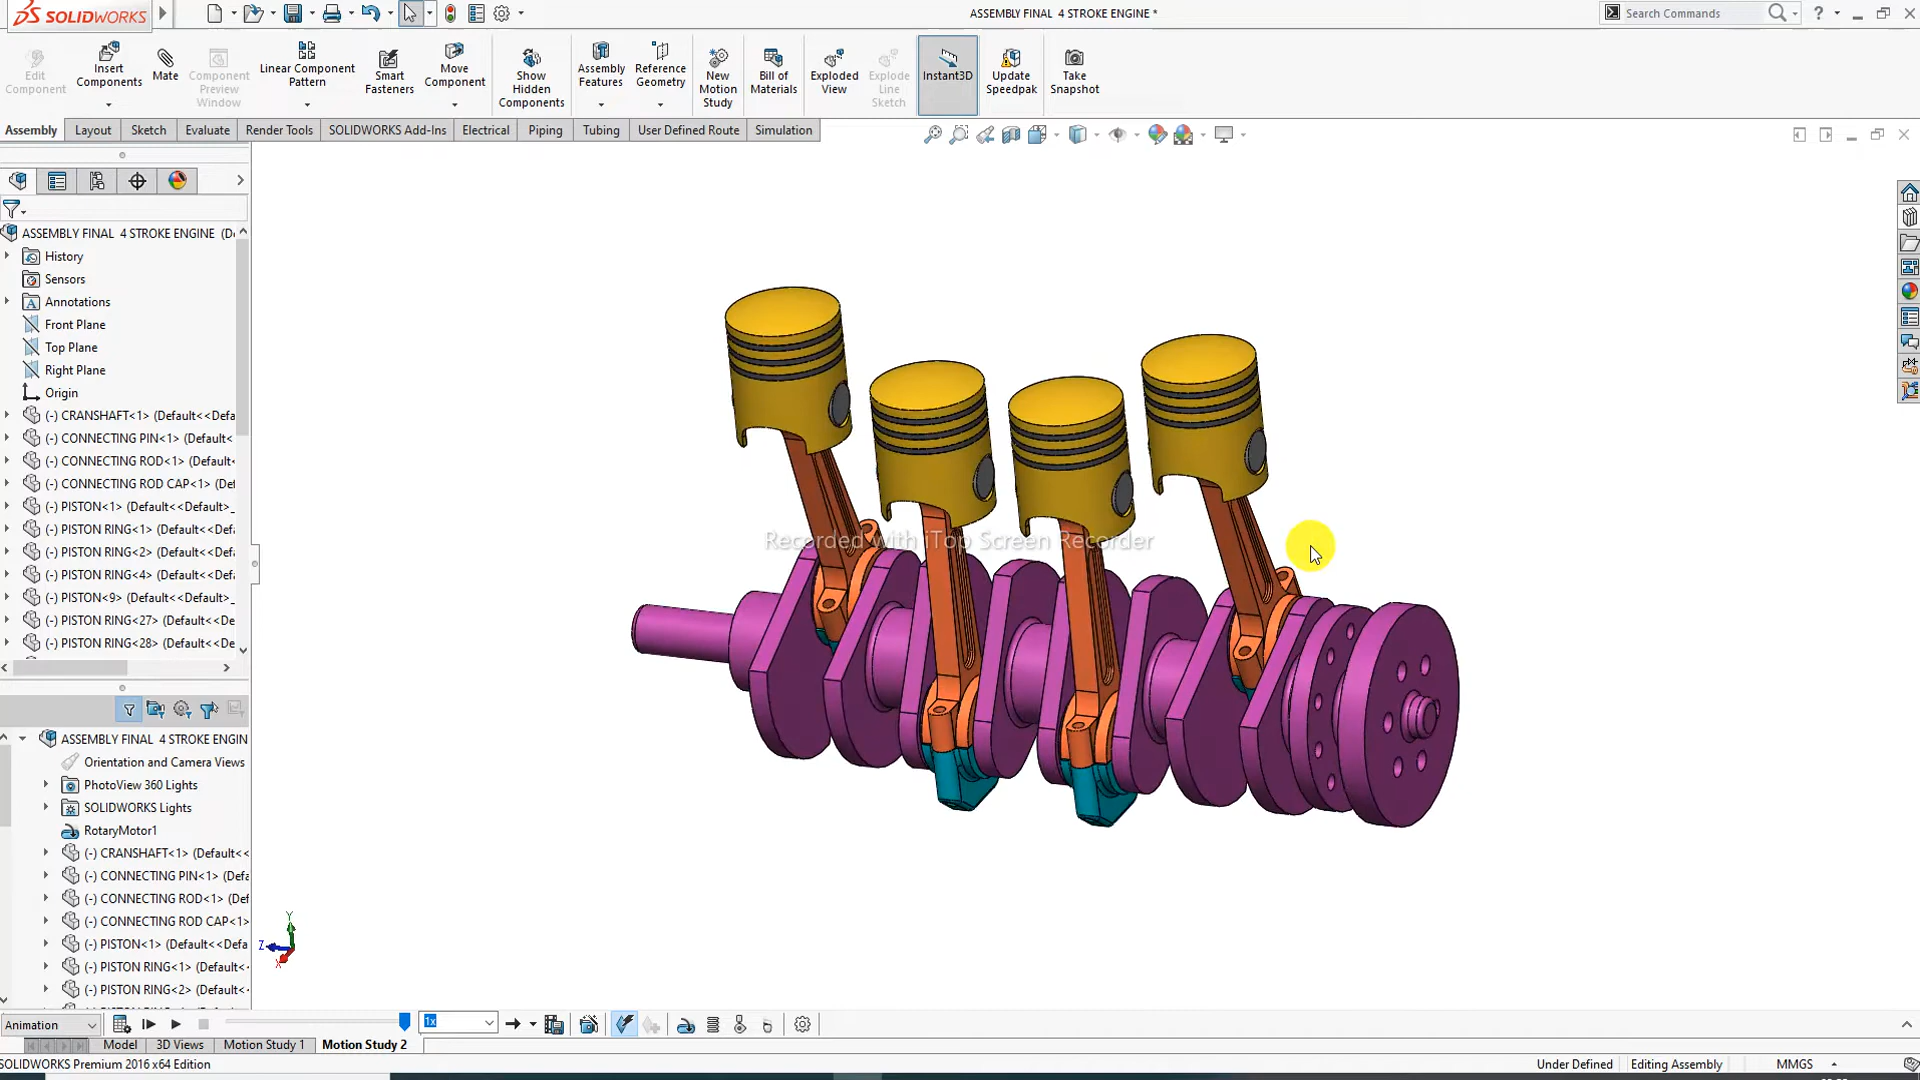 SOLIDWORKS
ASSEMBLY FINAL 4 STROKE ENGINE *
Search Commands
?
Edit Component
Insert Components
Mate
Component Preview Window
Linear Component Pattern
Smart Fasteners
Move Component
Show Hidden Components
Assembly Features
Reference Geometry
New Motion Study
Bill of Materials
Exploded View
Explode Line Sketch
Instant3D
Update Speedpak
Take Snapshot
Assembly
Layout
Sketch
Evaluate
Render Tools
SOLIDWORKS Add-Ins
Electrical
Piping
Tubing
User Defined Route
Simulation
ASSEMBLY FINAL 4 STROKE ENGINE (D
History
Sensors
Annotations
Front Plane
Top Plane
Right Plane
Origin
(-) CRANSHAFT<1> (Default<<Defa
(-) CONNECTING PIN<1> (Default<
(-) CONNECTING ROD<1> (Default<
(-) CONNECTING ROD CAP<1> (Defa
(-) PISTON<1> (Default<<Default>_
(-) PISTON RING<1> (Default<<Defa
(-) PISTON RING<2> (Default<<Defa
(-) PISTON RING<4> (Default<<Defa
(-) PISTON<9> (Default<<Default>_
(-) PISTON RING<27> (Default<<De
(-) PISTON RING<28> (Default<<De
ASSEMBLY FINAL 4 STROKE ENGIN
Orientation and Camera Views
PhotoView 360 Lights
SOLIDWORKS Lights
RotaryMotor1
(-) CRANSHAFT<1> (Default<<
(-) CONNECTING PIN<1> (Defa
(-) CONNECTING ROD<1> (Def
(-) CONNECTING ROD CAP<1>
(-) PISTON<1> (Default<<Defa
(-) PISTON RING<1> (Default<
(-) PISTON RING<2> (Default<
Recorded with iTop Screen Recorder
Y
Z
X
Animation
1x
Model
3D Views
Motion Study 1
Motion Study 2
SOLIDWORKS Premium 2016 x64 Edition
Under Defined
Editing Assembly
MMGS